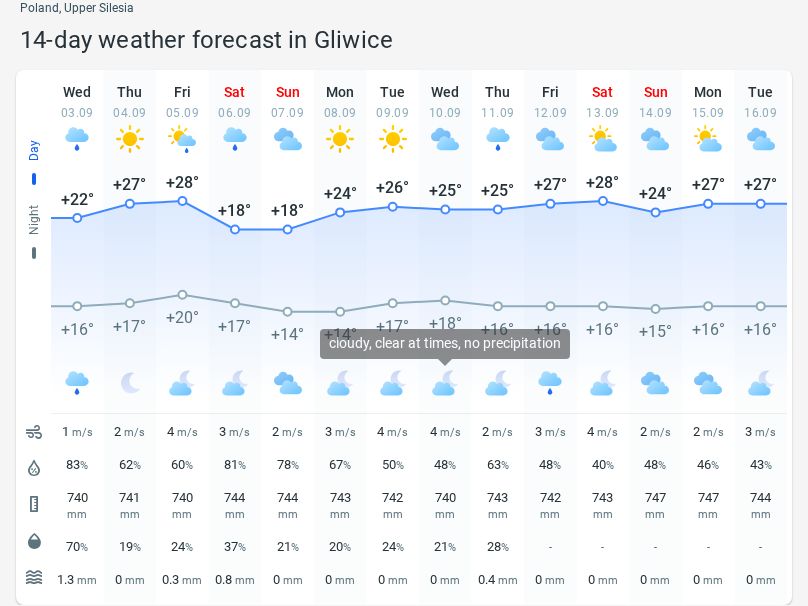 Poland, Upper Silesia
14-day weather forecast in Gliwice
Wed Thu Fri Sat Sun Mon Tue Wed Thu Fri Sat Sun Mon Tue
03.09 04.09 05.09 06.09 07.09 08.09 09.09 10.09 11.09 12.09 13.09 14.09 15.09 16.09
Day
+22° +27° +28° +18° +18° +24° +26° +25° +25° +27° +28° +24° +27° +27°
Night
+16° +17° +20° +17° +14° +14° +17° +18° +16° +16° +16° +15° +16° +16°
cloudy, clear at times, no precipitation
1 m/s 2 m/s 4 m/s 3 m/s 2 m/s 3 m/s 4 m/s 4 m/s 2 m/s 3 m/s 4 m/s 2 m/s 2 m/s 3 m/s
83% 62% 60% 81% 78% 67% 50% 48% 63% 48% 40% 48% 46% 43%
740 741 740 744 744 743 742 740 743 742 743 747 747 744
mm mm mm mm mm mm mm mm mm mm mm mm mm mm
70% 19% 24% 37% 21% 20% 24% 21% 28% - - - - -
1.3 mm 0 mm 0.3 mm 0.8 mm 0 mm 0 mm 0 mm 0 mm 0.4 mm 0 mm 0 mm 0 mm 0 mm 0 mm